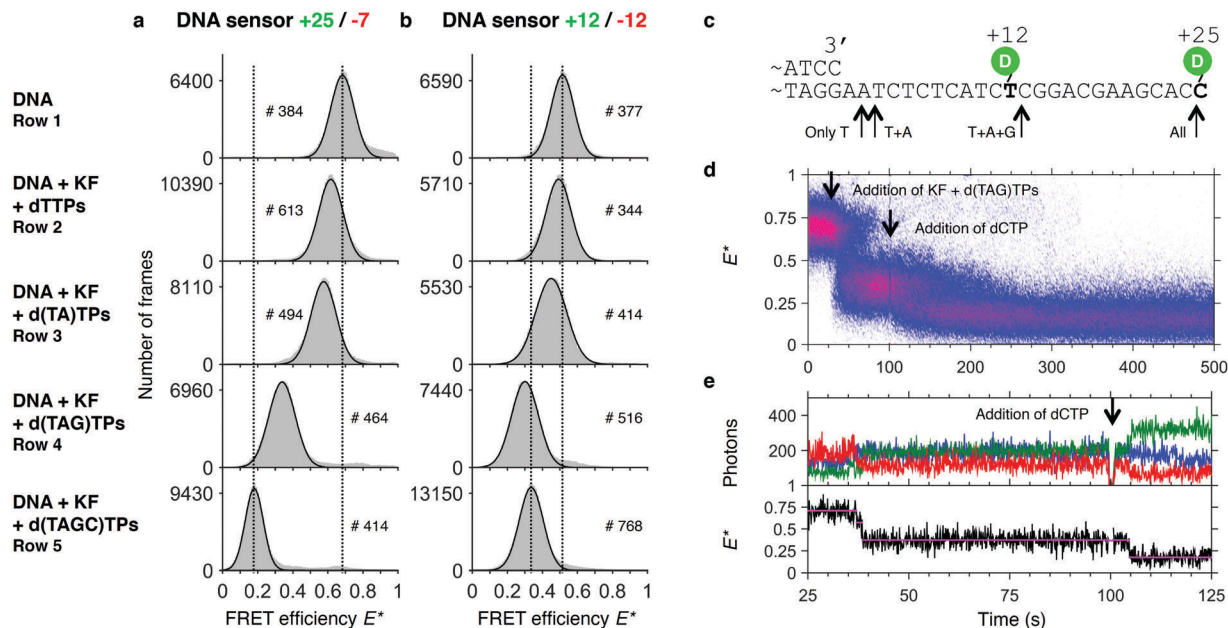 a DNA sensor +25 / -7
b DNA sensor +12 / -12
DNA
Row 1
DNA + KF
+ dTTPs
Row 2
DNA + KF
+ d(TA)TPs
Row 3
DNA + KF
+ d(TAG)TPs
Row 4
DNA + KF
+ d(TAGC)TPs
Row 5
Number of frames
6400
0
# 384
10390
0
# 613
8110
0
# 494
6960
0
# 464
9430
0
# 414
0 0.2 0.4 0.6 0.8 1
FRET efficiency E*
6590
0
# 377
5710
0
# 344
5530
0
# 414
7440
0
# 516
13150
0
# 768
0 0.2 0.4 0.6 0.8 1
FRET efficiency E*
c
+12 +25
3′ D D
~ATCC
~TAGGAATCTCTCATCTCGGACGAAGCACC
Only T T+A T+A+G All
d
Addition of KF + d(TAG)TPs
Addition of dCTP
E*
1
0.75
0.5
0.25
0
0 100 200 300 400 500
e
Addition of dCTP
Photons
400
200
1
E*
0.75
0.5
0.25
0
25 50 75 100 125
Time (s)